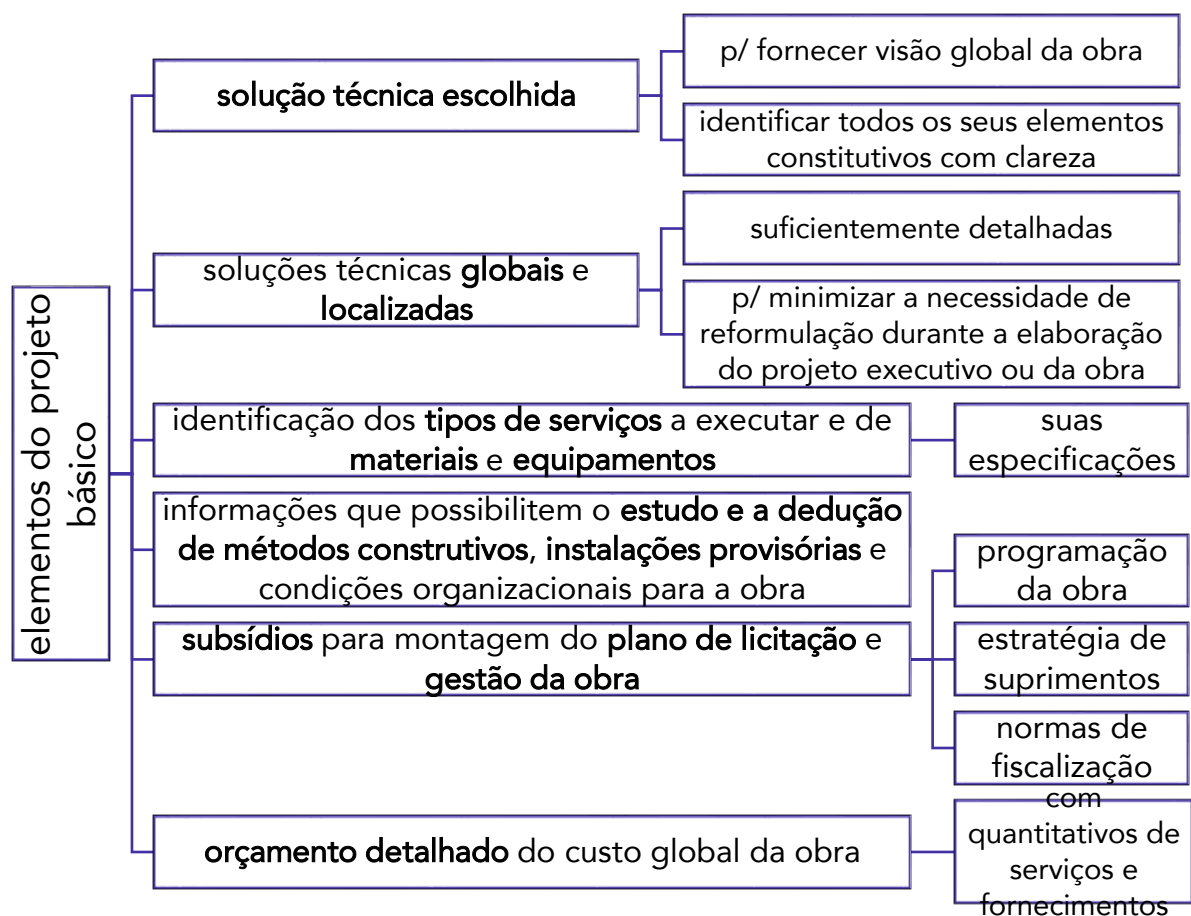 elementos do projeto
básico
solução técnica escolhida
p/ fornecer visão global da obra
identificar todos os seus elementos
constitutivos com clareza
soluções técnicas globais e
localizadas
suficientemente detalhadas
p/ minimizar a necessidade de
reformulação durante a elaboração
do projeto executivo ou da obra
identificação dos tipos de serviços a executar e de
materiais e equipamentos
suas
especificações
informações que possibilitem o estudo e a dedução
de métodos construtivos, instalações provisórias e
condições organizacionais para a obra
subsídios para montagem do plano de licitação e
gestão da obra
programação
da obra
estratégia de
suprimentos
normas de
fiscalização
orçamento detalhado do custo global da obra
com
quantitativos de
serviços e
fornecimentos